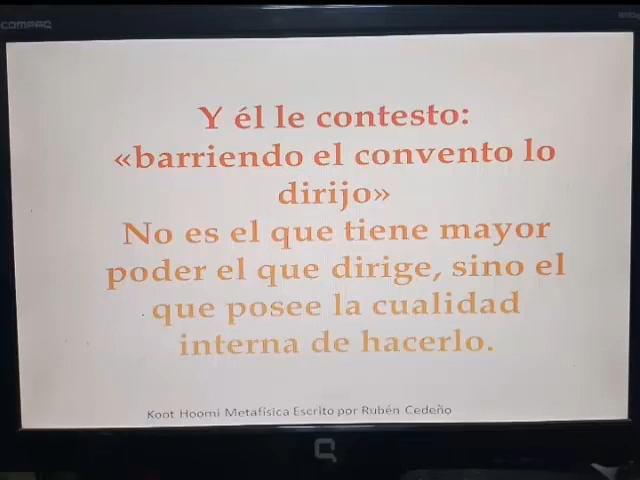 COMPAQ
Y él le contesto:
«barriendo el convento lo
dirijo»
No es el que tiene mayor
poder el que dirige, sino el
que posee la cualidad
interna de hacerlo.
Koot Hoomi Metafísica Escrito por Rubén Cedeño